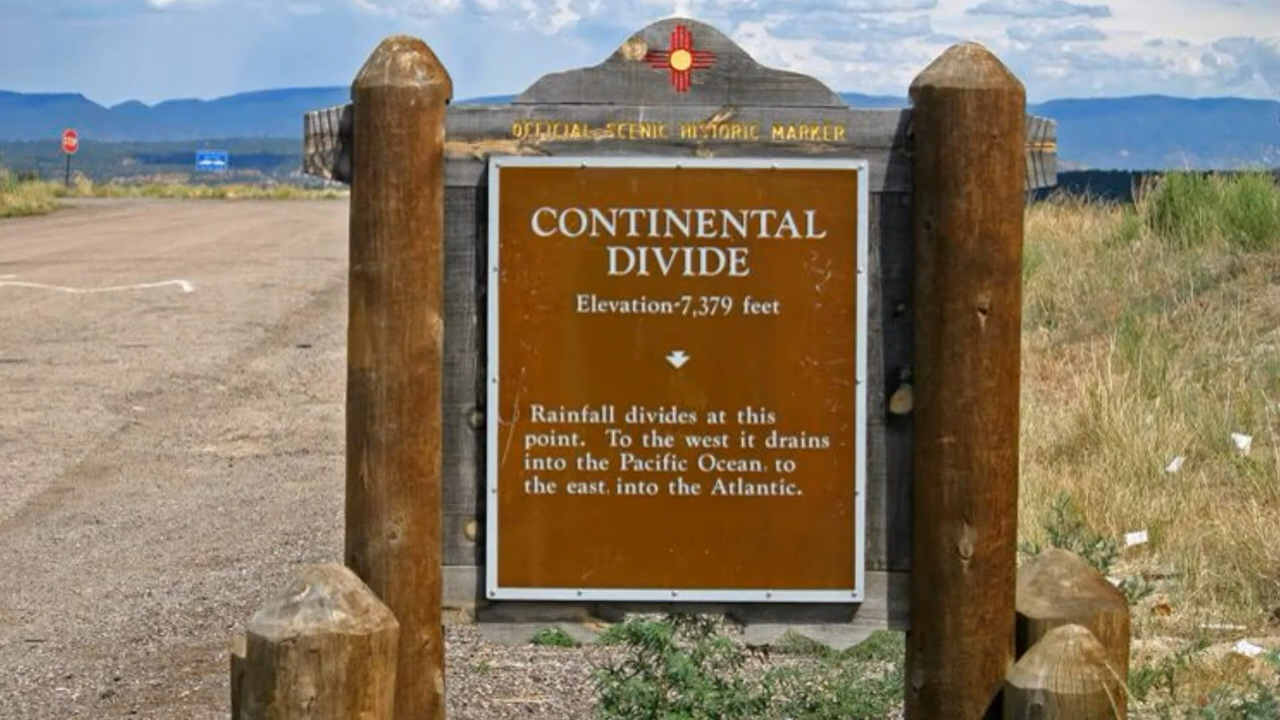 OFFICIAL SCENIC HISTORIC MARKER
CONTINENTAL
DIVIDE
Elevation-7,379 feet
Rainfall divides at this
point. To the west it drains
into the Pacific Ocean, to
the east, into the Atlantic.